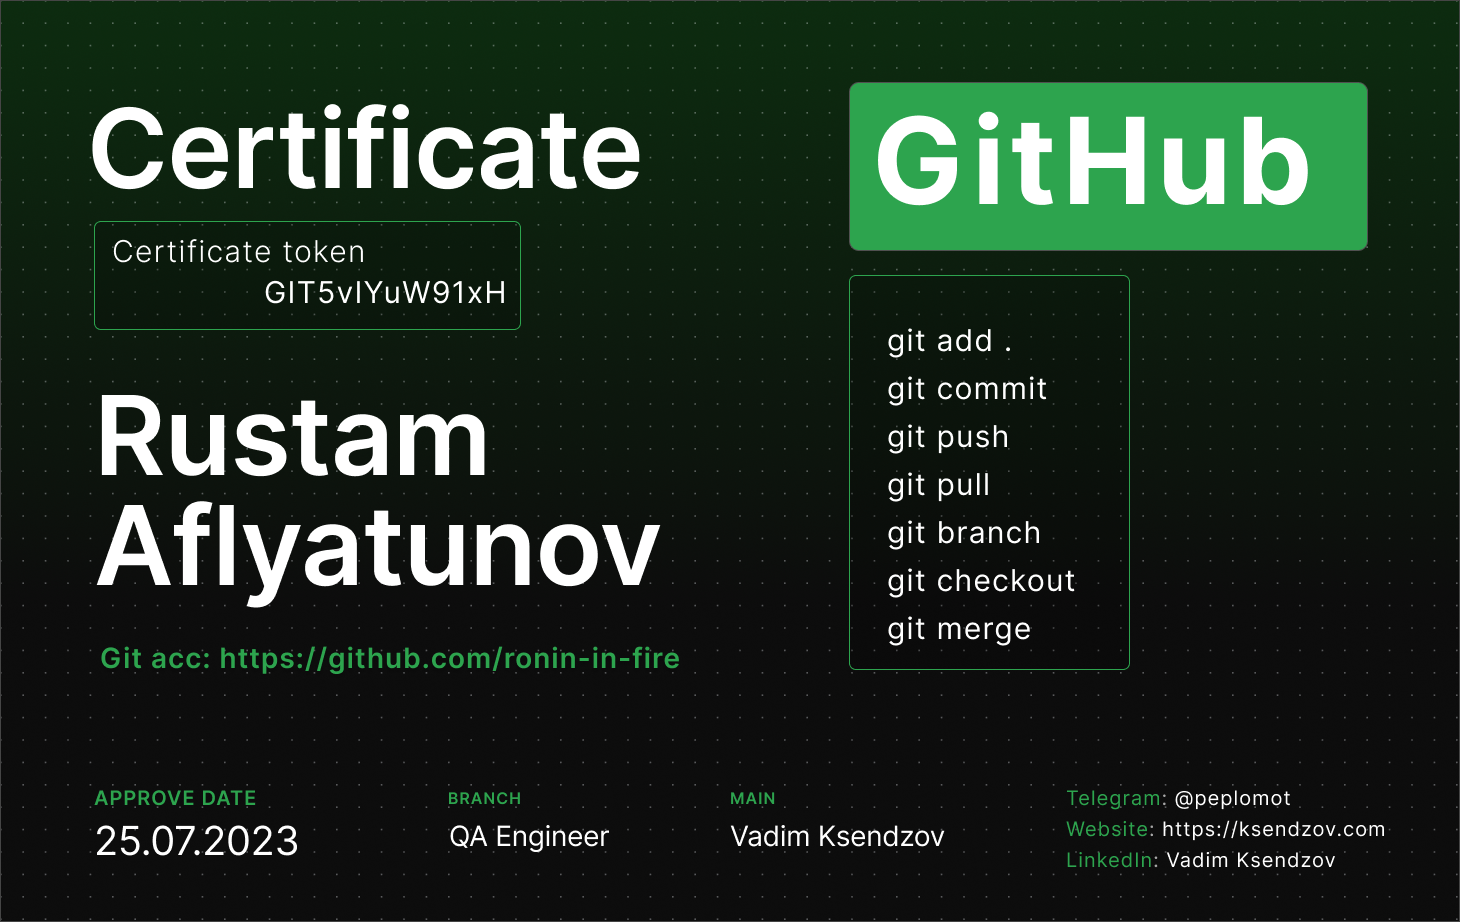 Certificate
Certificate token
GIT5vIYuW91xH
Rustam
Aflyatunov
Git acc: https://github.com/ronin-in-fire
GitHub
git add .
git commit
git push
git pull
git branch
git checkout
git merge
APPROVE DATE
25.07.2023
BRANCH
QA Engineer
MAIN
Vadim Ksendzov
Telegram: @peplomot
Website: https://ksendzov.com
LinkedIn: Vadim Ksendzov